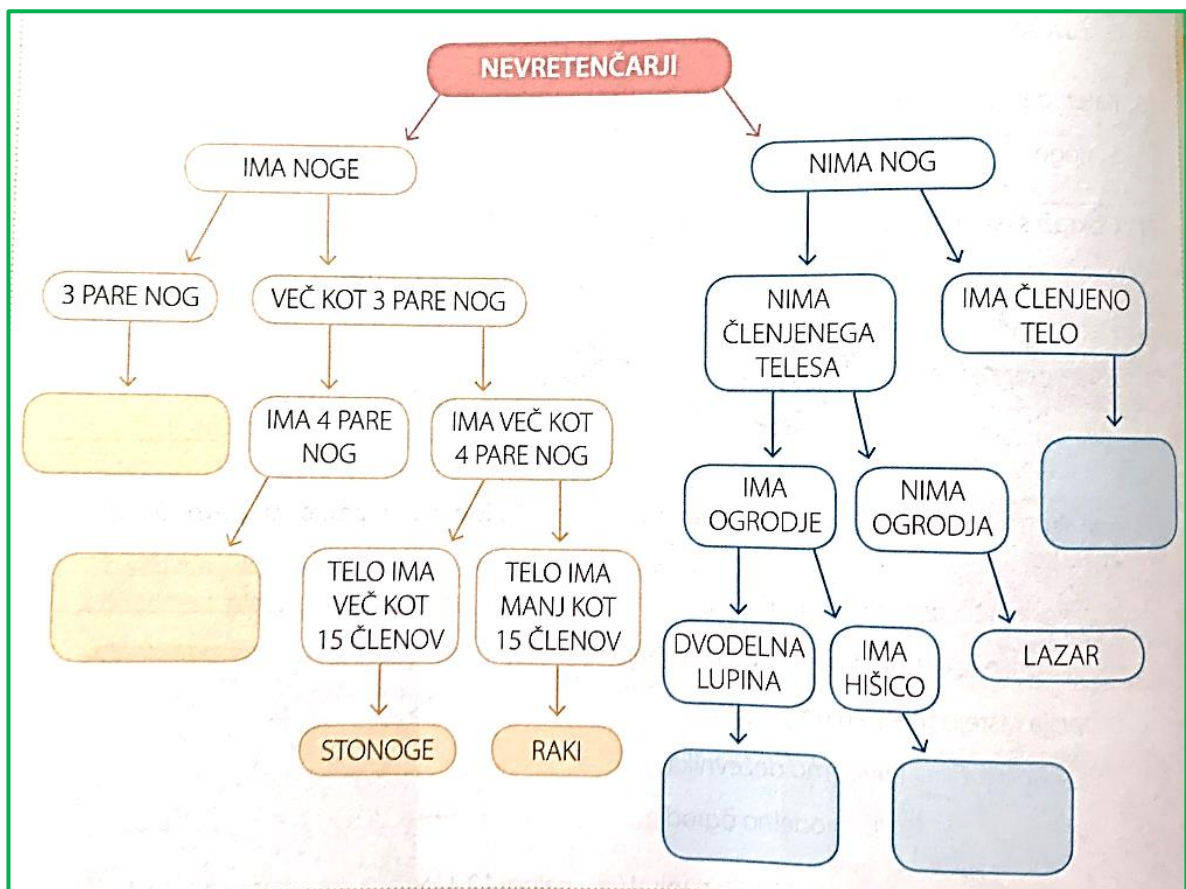 NEVRETENČARJI
IMA NOGE
NIMA NOG
3 PARE NOG
VEČ KOT 3 PARE NOG
NIMA
ČLENJENEGA
TELESA
IMA ČLENJENO
TELO
IMA 4 PARE
NOG
IMA VEČ KOT
4 PARE NOG
IMA
OGRODJE
NIMA
OGRODJA
TELO IMA
VEČ KOT
15 ČLENOV
TELO IMA
MANJ KOT
15 ČLENOV
DVODELNA
LUPINA
IMA
HIŠICO
LAZAR
STONOGE
RAKI